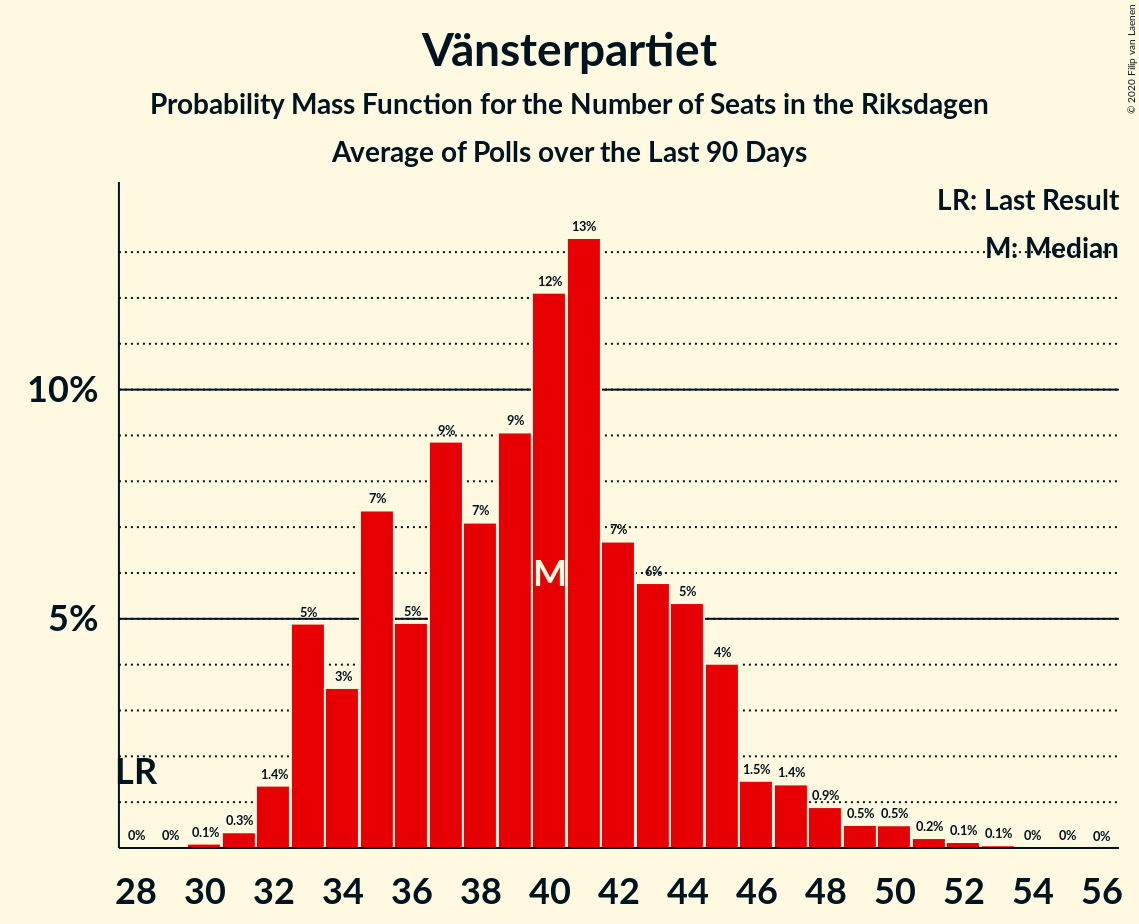 © 2020 Filip van Laenen
Vänsterpartiet
Probability Mass Function for the Number of Seats in the Riksdagen
Average of Polls over the Last 90 Days
LR: Last Result
M: Median
10%
5%
0% 0% 0.1% 0.3% 1.4% 5% 3% 7% 5% 9% 7% 9% 12% 13% 7% 6% 5% 4% 1.5% 1.4% 0.9% 0.5% 0.5% 0.2% 0.1% 0.1% 0% 0% 0%
M
LR
28 30 32 34 36 38 40 42 44 46 48 50 52 54 56